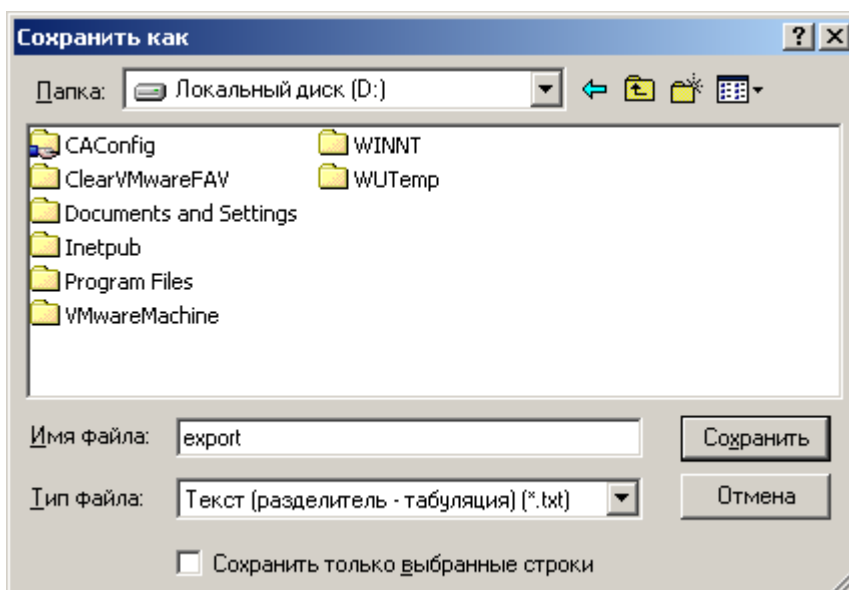 Сохранить как
Папка: Локальный диск (D:)
CAConfig
ClearVMwareFAV
Documents and Settings
Inetpub
Program Files
VMwareMachine
WINNT
WUTemp
Имя файла: export Сохранить
Тип файла: Текст (разделитель - табуляция) (*.txt) Отмена
Сохранить только выбранные строки